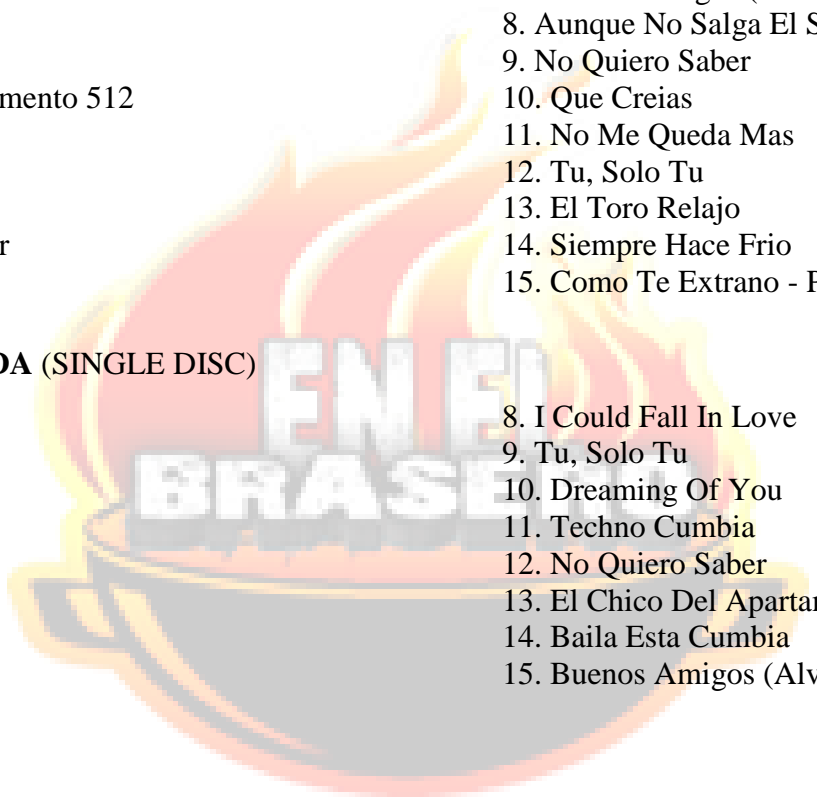 8. Aunque No Salga El S
9. No Quiero Saber
mento 512
10. Que Creias
11. No Me Queda Mas
12. Tu, Solo Tu
13. El Toro Relajo
r
14. Siempre Hace Frio
15. Como Te Extrano - P
DA (SINGLE DISC)
EN EL
BRASERO
8. I Could Fall In Love
9. Tu, Solo Tu
10. Dreaming Of You
11. Techno Cumbia
12. No Quiero Saber
13. El Chico Del Apartam
14. Baila Esta Cumbia
15. Buenos Amigos (Alv